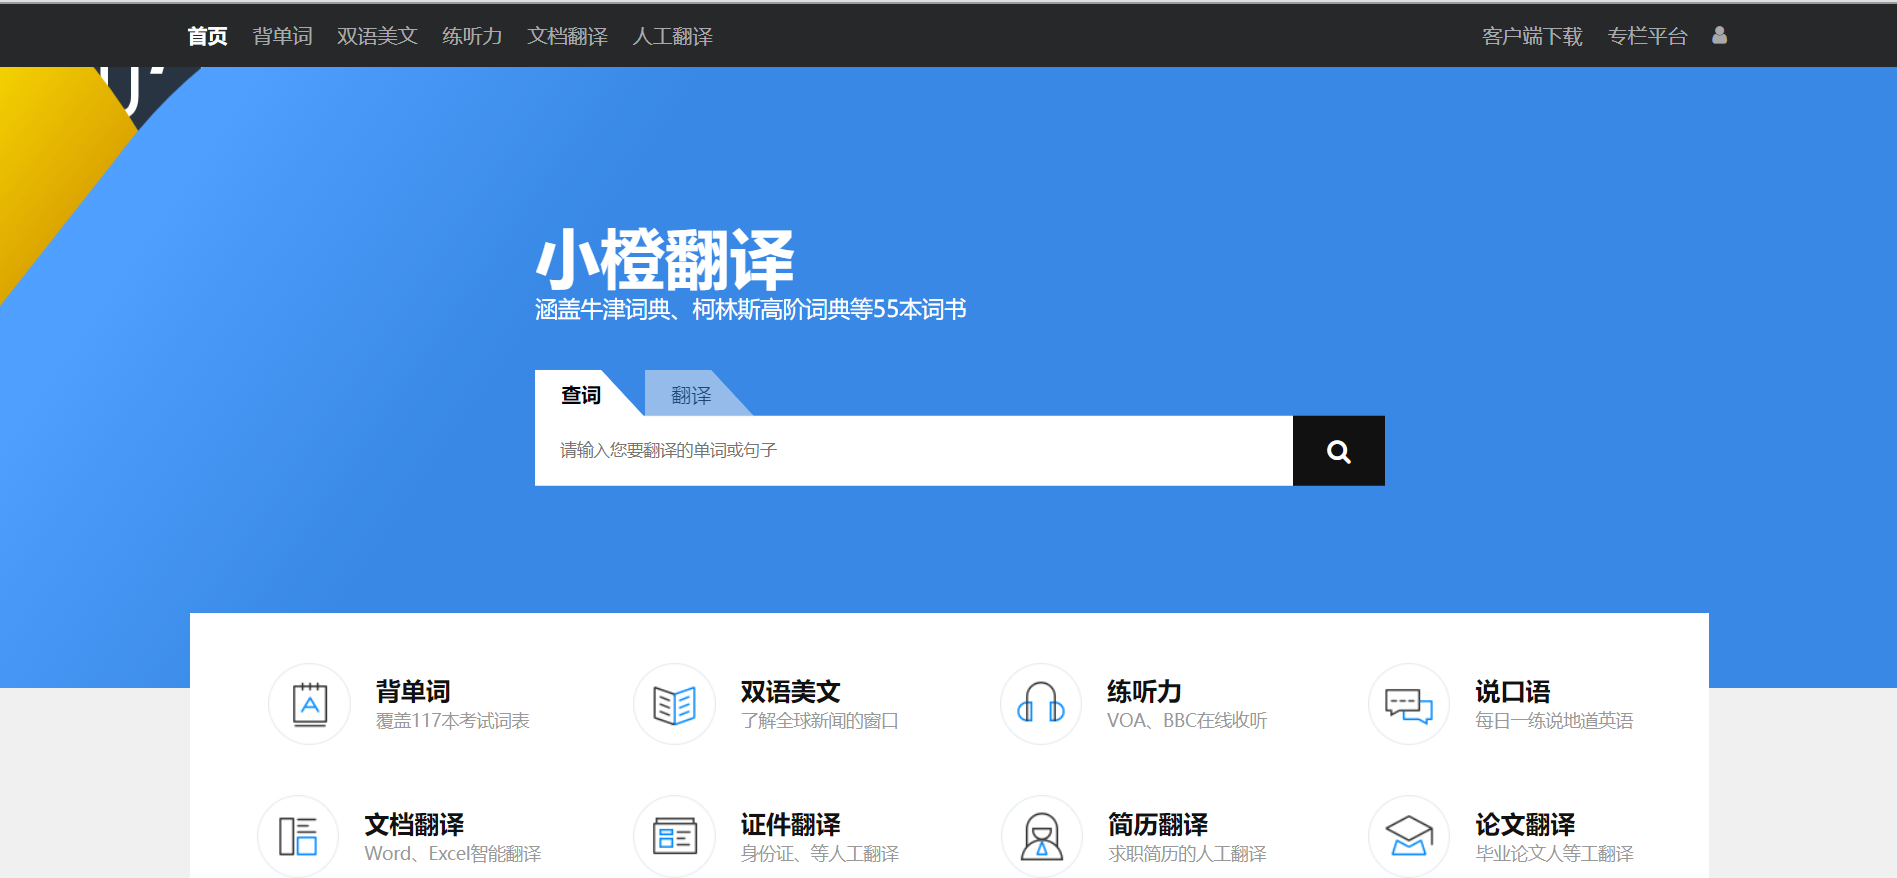 首页 背单词 双语美文 练听力 文档翻译 人工翻译 客户端下载 专栏平台
小橙翻译
涵盖牛津词典、柯林斯高阶词典等55本词书
查词 翻译
请输入您要翻译的单词或句子
背单词 双语美文 练听力 说口语
覆盖117本考试词表 了解全球新闻的窗口 VOA、BBC在线收听 每日一练说地道英语
文档翻译 证件翻译 简历翻译 论文翻译
Word、Excel智能翻译 身份证、等人工翻译 求职简历的人工翻译 毕业论文人等工翻译